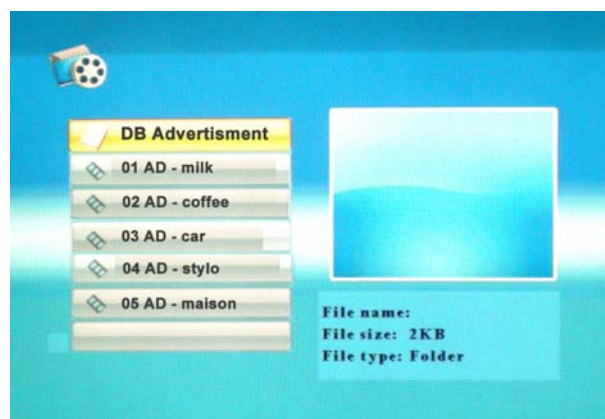 DB Advertisment
01 AD - milk
02 AD - coffee
03 AD - car
04 AD - stylo
05 AD - maison
File name:
File size: 2KB
File type: Folder